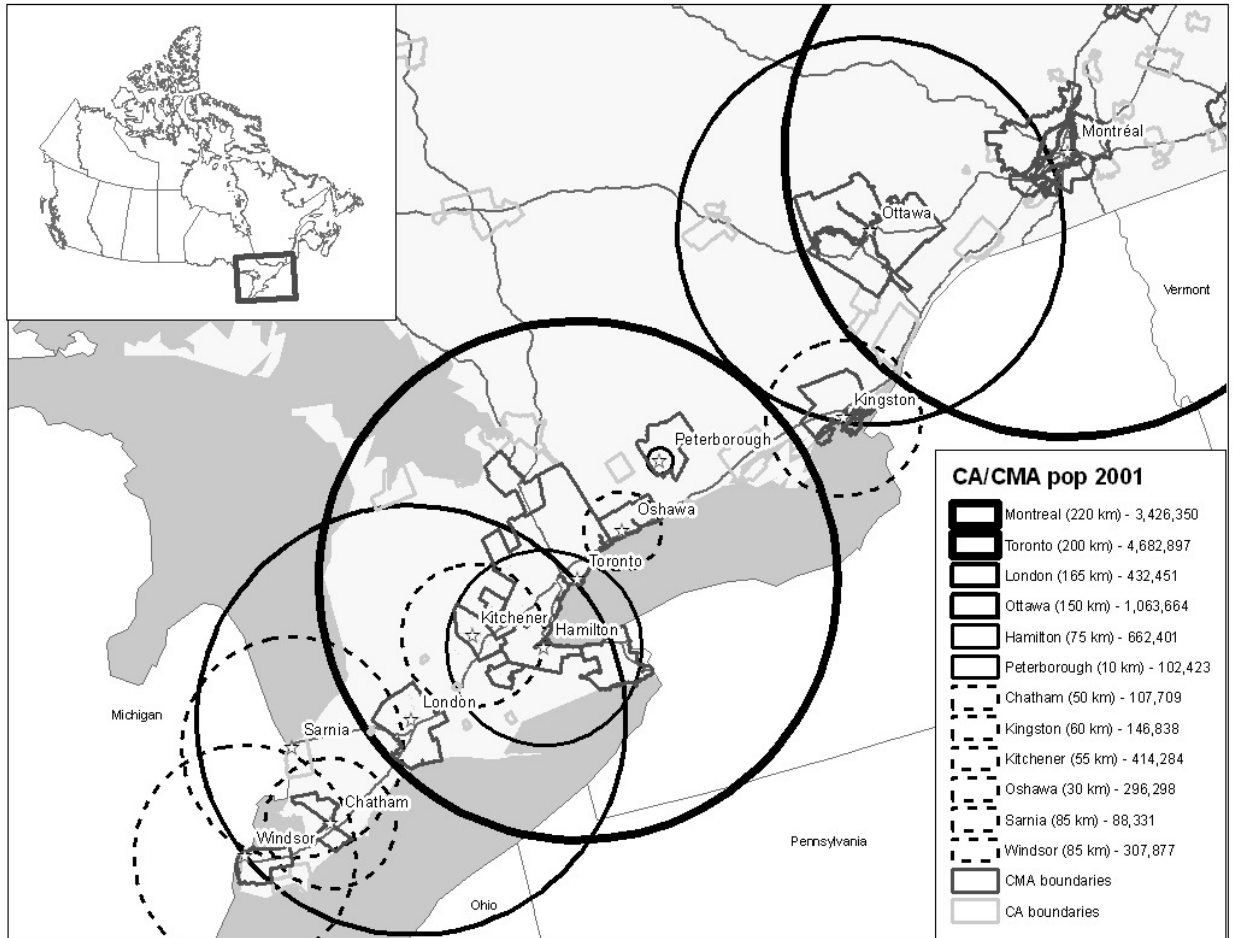 Montréal
Ottawa
Vermont
Kingston
Peterborough
Oshawa
Toronto
Kitchener
Hamilton
London
Michigan
Sarnia
Chatham
Windsor
Pennsylvania
Ohio
CA/CMA pop 2001
Montreal (220 km) - 3,426,350
Toronto (200 km) - 4,682,897
London (165 km) - 432,451
Ottawa (150 km) - 1,063,664
Hamilton (75 km) - 662,401
Peterborough (10 km) - 102,423
Chatham (50 km) - 107,709
Kingston (60 km) - 146,838
Kitchener (55 km) - 414,284
Oshawa (30 km) - 296,298
Sarnia (85 km) - 88,331
Windsor (85 km) - 307,877
CMA boundaries
CA boundaries